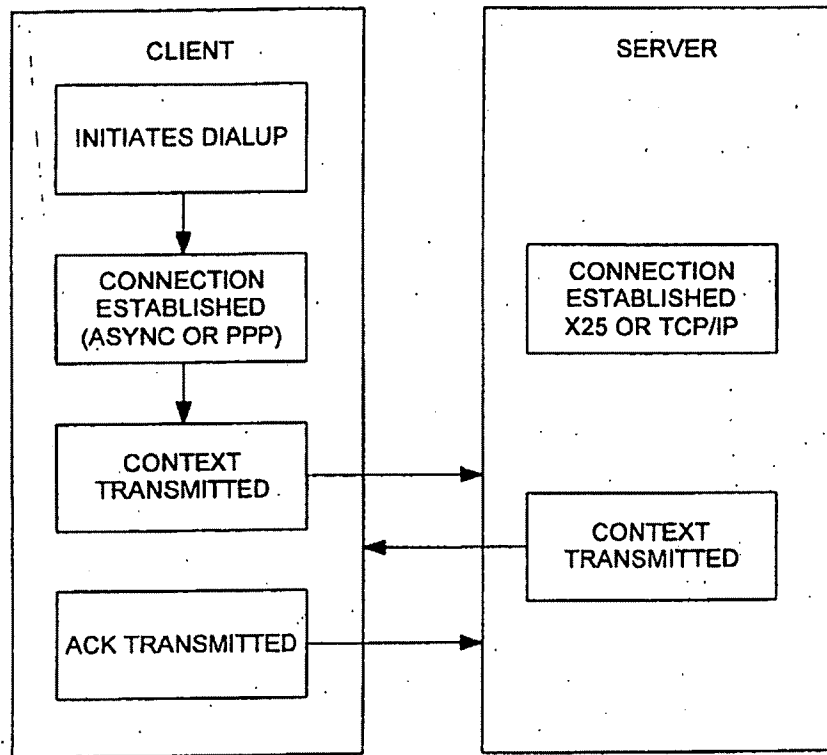 CLIENT
INITIATES DIALUP
CONNECTION
ESTABLISHED
(ASYNC OR PPP)
CONTEXT
TRANSMITTED
ACK TRANSMITTED
SERVER
CONNECTION
ESTABLISHED
X25 OR TCP/IP
CONTEXT
TRANSMITTED